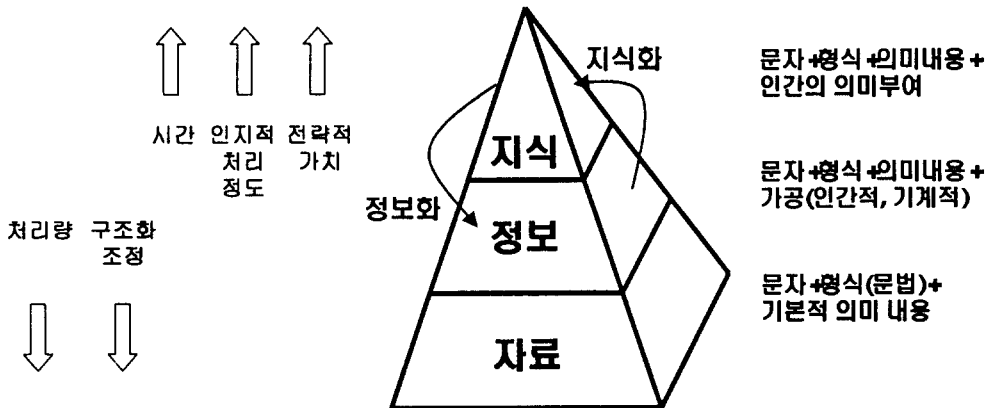 시간
인지적
처리
정도
전략적
가치
처리량
구조화
조정
지식화
정보화
지식
정보
자료
문자+형식+의미내용+
인간의 의미부여
문자+형식+의미내용+
가공(인간적, 기계적)
문자+형식(문법)+
기본적 의미 내용